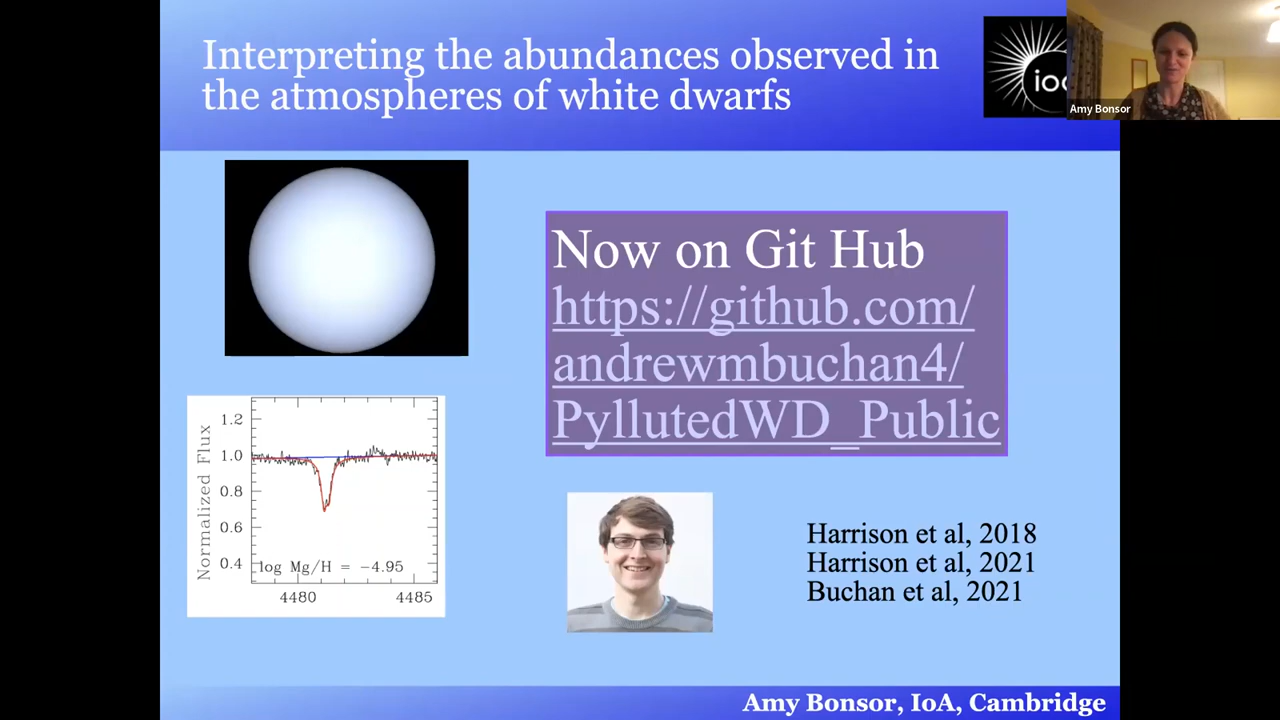 Interpreting the abundances observed in
the atmospheres of white dwarfs
ioa
Amy Bonsor
Now on Git Hub
https://github.com/
andrewmbuchan4/
PyllutedWD_Public
1.2
1.0
0.8
0.6
0.4
Normalized Flux
log Mg/H = −4.95
4480
4485
Harrison et al, 2018
Harrison et al, 2021
Buchan et al, 2021
Amy Bonsor, IoA, Cambridge